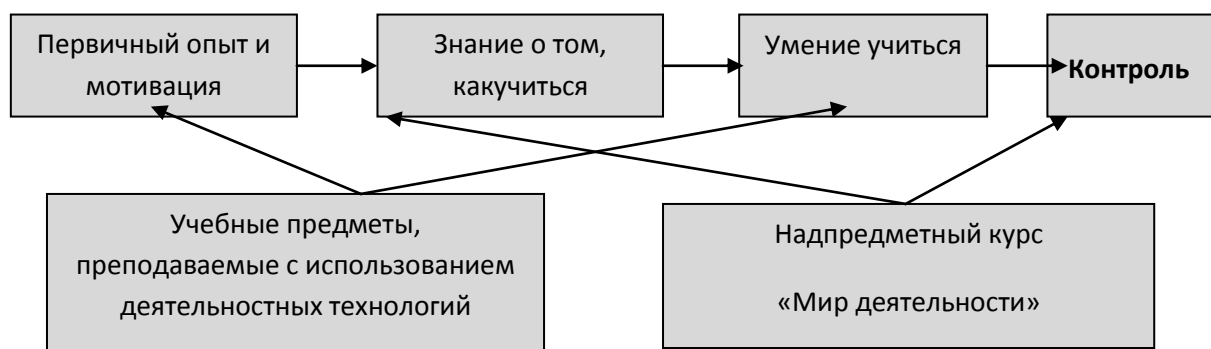 Первичный опыт и
мотивация
Знание о том,
какучиться
Умение учиться
Контроль
Учебные предметы,
преподаваемые с использованием
деятельностных технологий
Надпредметный курс
«Мир деятельности»